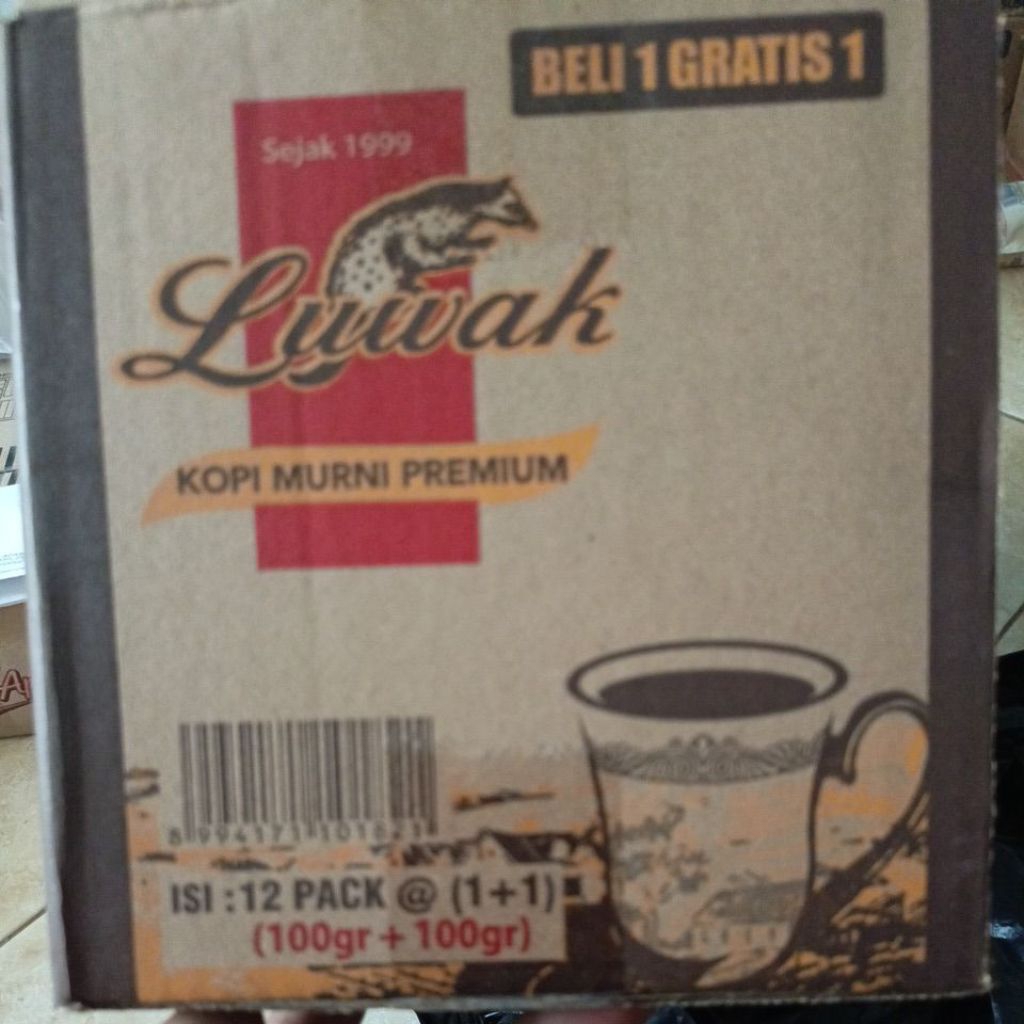 BELI 1 GRATIS 1
Sejak 1999
Luwak
KOPI MURNI PREMIUM
ISI : 12 PACK @ (1+1)
(100gr + 100gr)